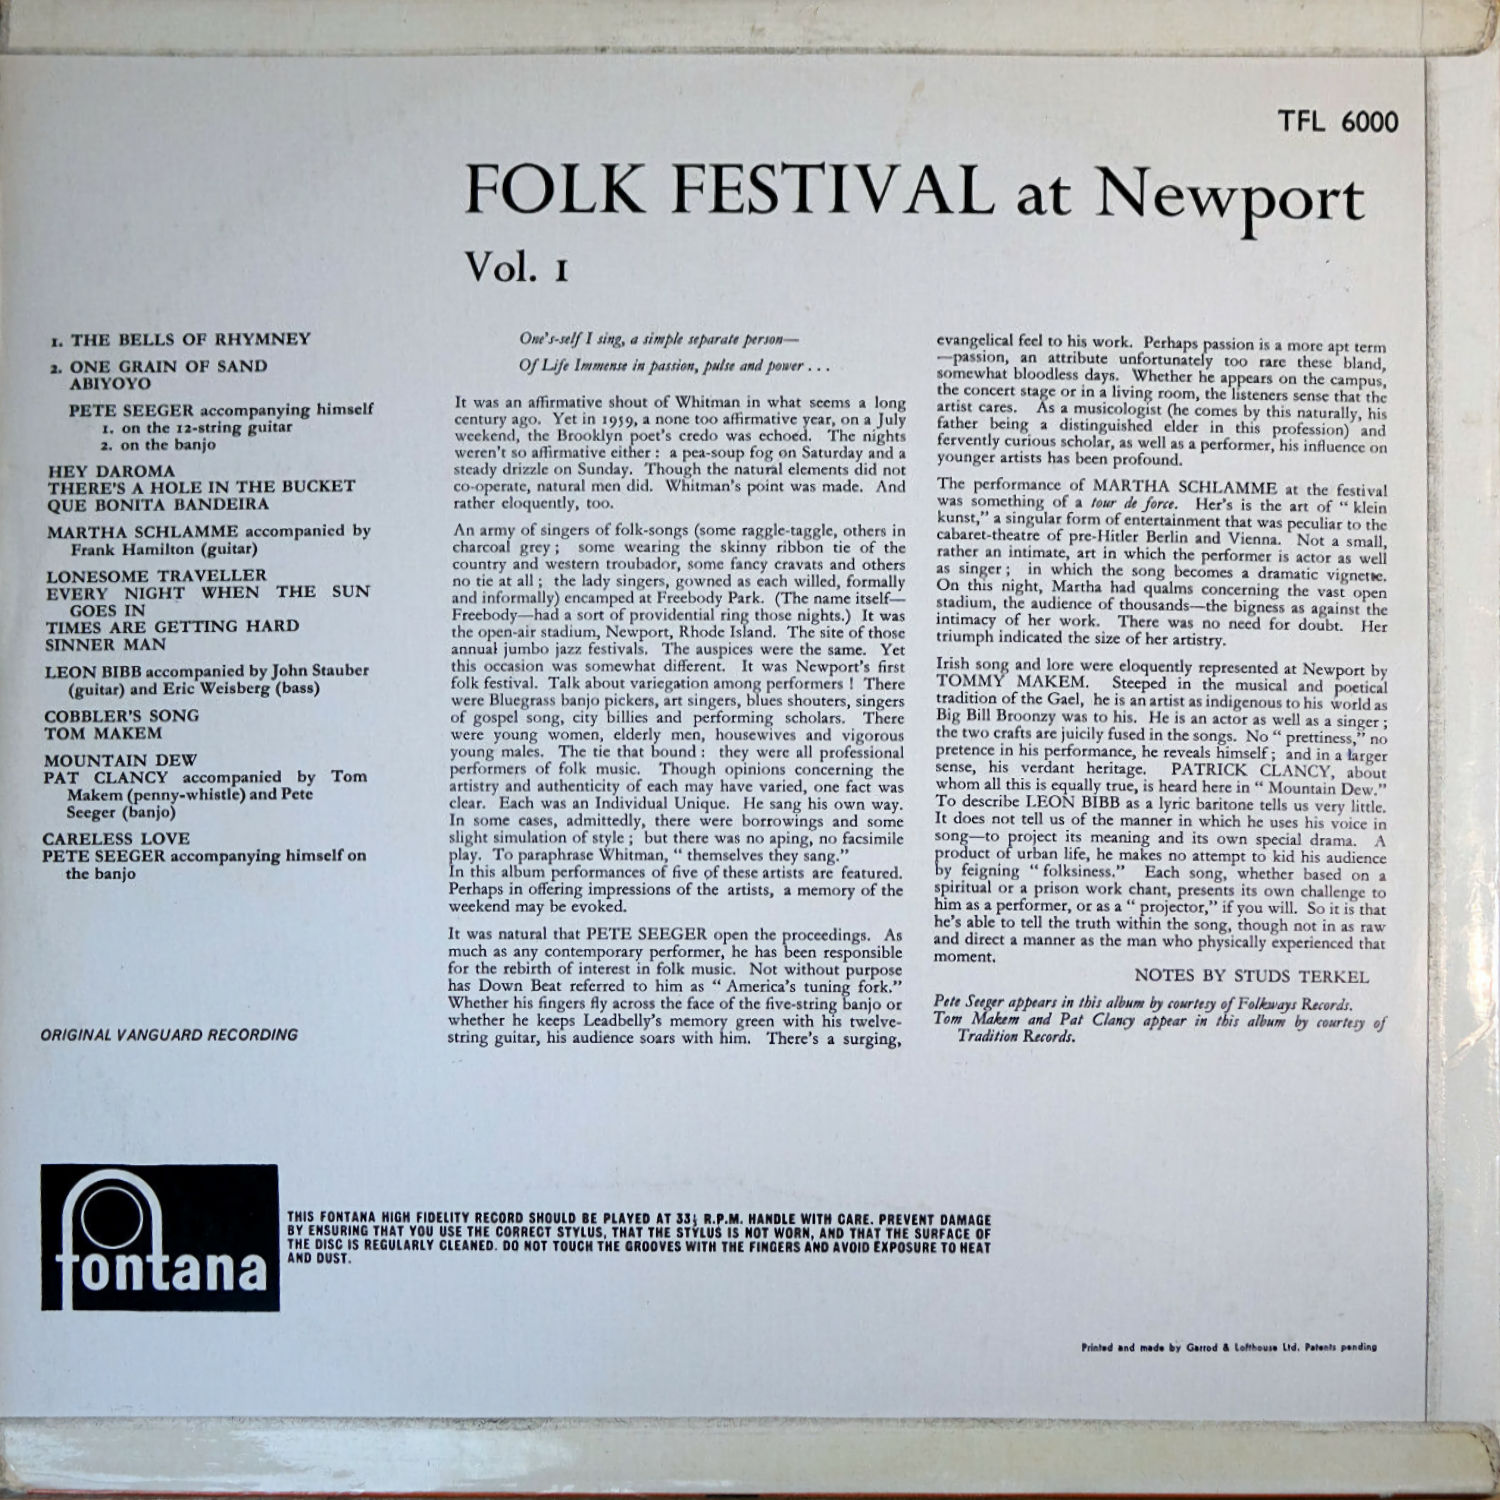 TFL 6000
FOLK FESTIVAL at Newport
Vol. 1
1. THE BELLS OF RHYMNEY
2. ONE GRAIN OF SAND
ABIYOYO
PETE SEEGER accompanying himself
1. on the 12-string guitar
2. on the banjo
HEY DAROMA
THERE'S A HOLE IN THE BUCKET
QUE BONITA BANDEIRA
MARTHA SCHLAMME accompanied by
Frank Hamilton (guitar)
LONESOME TRAVELLER
EVERY NIGHT WHEN THE SUN
GOES IN
TIMES ARE GETTING HARD
SINNER MAN
LEON BIBB accompanied by John Stauber
(guitar) and Eric Weisberg (bass)
COBBLER'S SONG
TOM MAKEM
MOUNTAIN DEW
PAT CLANCY accompanied by Tom
Makem (penny-whistle) and Pete
Seeger (banjo)
CARELESS LOVE
PETE SEEGER accompanying himself on
the banjo
ORIGINAL VANGUARD RECORDING
One's-self I sing, a simple separate person—
Of Life Immense in passion, pulse and power . . .
It was an affirmative shout of Whitman in what seems a long
century ago. Yet in 1959, a none too affirmative year, on a July
weekend, the Brooklyn poet's credo was echoed. The nights
weren't so affirmative either : a pea-soup fog on Saturday and a
steady drizzle on Sunday. Though the natural elements did not
co-operate, natural men did. Whitman's point was made. And
rather eloquently, too.
An army of singers of folk-songs (some raggle-taggle, others in
charcoal grey ; some wearing the skinny ribbon tie of the
country and western troubador, some fancy cravats and others
no tie at all ; the lady singers, gowned as each willed, formally
and informally) encamped at Freebody Park. (The name itself—
Freebody—had a sort of providential ring those nights.) It was
the open-air stadium, Newport, Rhode Island. The site of those
annual jumbo jazz festivals. The auspices were the same. Yet
this occasion was somewhat different. It was Newport's first
folk festival. Talk about variegation among performers ! There
were Bluegrass banjo pickers, art singers, blues shouters, singers
of gospel song, city billies and performing scholars. There
were young women, elderly men, housewives and vigorous
young males. The tie that bound : they were all professional
performers of folk music. Though opinions concerning the
artistry and authenticity of each may have varied, one fact was
clear. Each was an Individual Unique. He sang his own way.
In some cases, admittedly, there were borrowings and some
slight simulation of style ; but there was no aping, no facsimile
play. To paraphrase Whitman, " themselves they sang."
In this album performances of five of these artists are featured.
Perhaps in offering impressions of the artists, a memory of the
weekend may be evoked.
It was natural that PETE SEEGER open the proceedings. As
much as any contemporary performer, he has been responsible
for the rebirth of interest in folk music. Not without purpose
has Down Beat referred to him as " America's tuning fork."
Whether his fingers fly across the face of the five-string banjo or
whether he keeps Leadbelly's memory green with his twelve-
string guitar, his audience soars with him. There's a surging,
evangelical feel to his work. Perhaps passion is a more apt term
—passion, an attribute unfortunately too rare these bland,
somewhat bloodless days. Whether he appears on the campus,
the concert stage or in a living room, the listeners sense that the
artist cares. As a musicologist (he comes by this naturally, his
father being a distinguished elder in this profession) and
fervently curious scholar, as well as a performer, his influence on
younger artists has been profound.
The performance of MARTHA SCHLAMME at the festival
was something of a tour de force. Her's is the art of " klein
kunst," a singular form of entertainment that was peculiar to the
cabaret-theatre of pre-Hitler Berlin and Vienna. Not a small,
rather an intimate, art in which the performer is actor as well
as singer ; in which the song becomes a dramatic vignette.
On this night, Martha had qualms concerning the vast open
stadium, the audience of thousands—the bigness as against the
intimacy of her work. There was no need for doubt. Her
triumph indicated the size of her artistry.
Irish song and lore were eloquently represented at Newport by
TOMMY MAKEM. Steeped in the musical and poetical
tradition of the Gael, he is an artist as indigenous to his world as
Big Bill Broonzy was to his. He is an actor as well as a singer ;
the two crafts are juicily fused in the songs. No " prettiness," no
pretence in his performance, he reveals himself ; and in a larger
sense, his verdant heritage. PATRICK CLANCY, about
whom all this is equally true, is heard here in " Mountain Dew."
To describe LEON BIBB as a lyric baritone tells us very little.
It does not tell us of the manner in which he uses his voice in
song—to project its meaning and its own special drama. A
product of urban life, he makes no attempt to kid his audience
by feigning " folksiness." Each song, whether based on a
spiritual or a prison work chant, presents its own challenge to
him as a performer, or as a " projector," if you will. So it is that
he's able to tell the truth within the song, though not in as raw
and direct a manner as the man who physically experienced that
moment.
NOTES BY STUDS TERKEL
Pete Seeger appears in this album by courtesy of Folkways Records.
Tom Makem and Pat Clancy appear in this album by courtesy of
Tradition Records.
fontana
THIS FONTANA HIGH FIDELITY RECORD SHOULD BE PLAYED AT 33⅓ R.P.M. HANDLE WITH CARE. PREVENT DAMAGE
BY ENSURING THAT YOU USE THE CORRECT STYLUS, THAT THE STYLUS IS NOT WORN, AND THAT THE SURFACE OF
THE DISC IS REGULARLY CLEANED. DO NOT TOUCH THE GROOVES WITH THE FINGERS AND AVOID EXPOSURE TO HEAT
AND DUST.
Printed and made by Garrod & Lofthouse Ltd. Patents pending